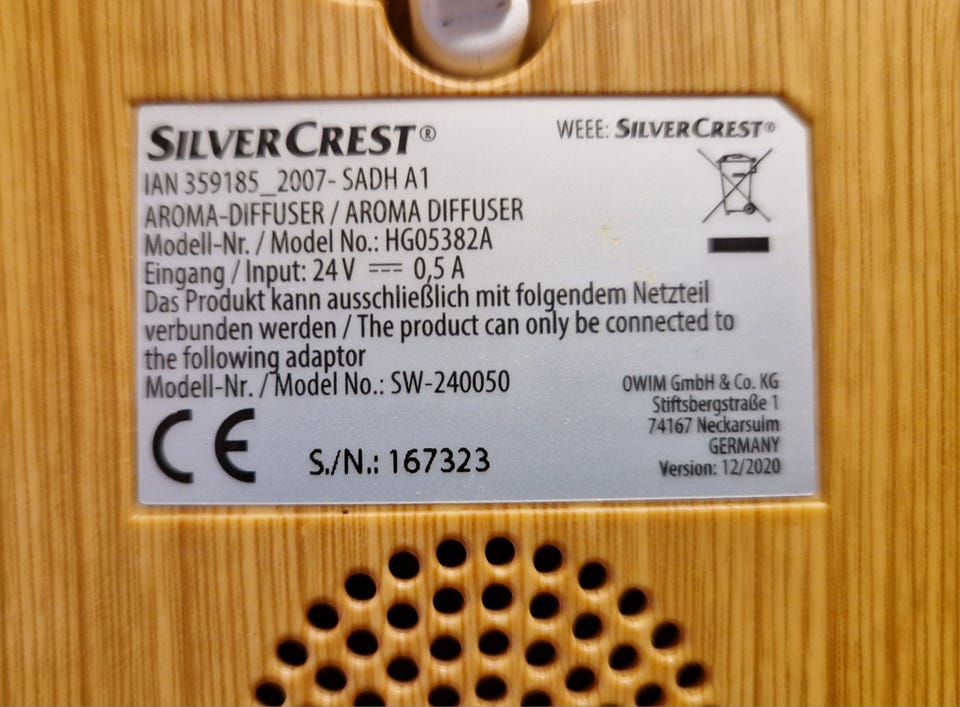 SILVERCREST®
WEEE: SILVERCREST®
IAN 359185_2007- SADH A1
AROMA-DIFFUSER / AROMA DIFFUSER
Modell-Nr. / Model No.: HG05382A
Eingang / Input: 24 V ⎓ 0,5 A
Das Produkt kann ausschließlich mit folgendem Netzteil
verbunden werden / The product can only be connected to
the following adaptor
Modell-Nr. / Model No.: SW-240050
CE
S./N.: 167323
OWIM GmbH & Co. KG
Stiftsbergstraße 1
74167 Neckarsulm
GERMANY
Version: 12/2020